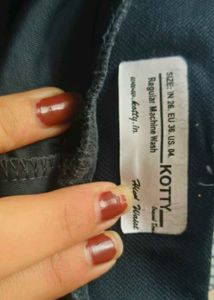 KOTTY
SIZE: IN 26, EU 36, US 04,
Regular Machine Wash
www.kotty.in
High Waist